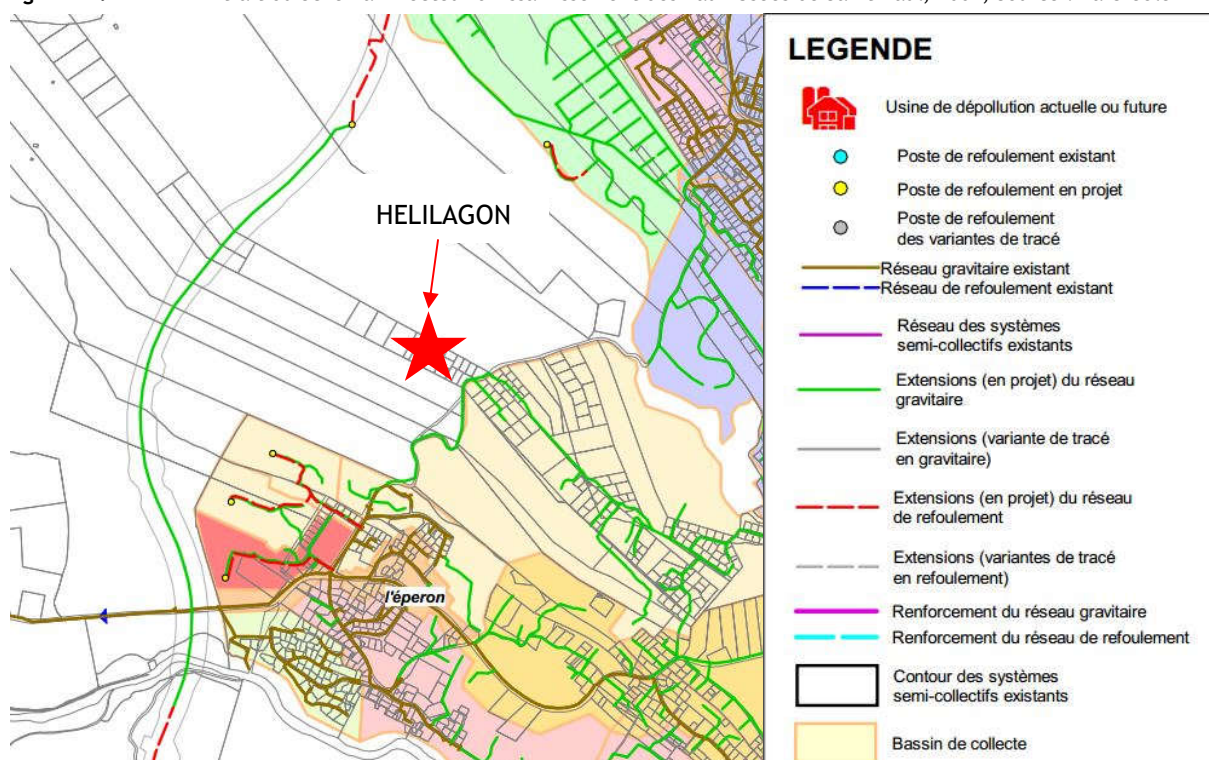 HELILAGON
l'éperon
LEGENDE
Usine de dépollution actuelle ou future
Poste de refoulement existant
Poste de refoulement en projet
Poste de refoulement
des variantes de tracé
Réseau gravitaire existant
Réseau de refoulement existant
Réseau des systèmes
semi-collectifs existants
Extensions (en projet) du réseau
gravitaire
Extensions (variante de tracé
en gravitaire)
Extensions (en projet) du réseau
de refoulement
Extensions (variantes de tracé
en refoulement)
Renforcement du réseau gravitaire
Renforcement du réseau de refoulement
Contour des systèmes
semi-collectifs existants
Bassin de collecte